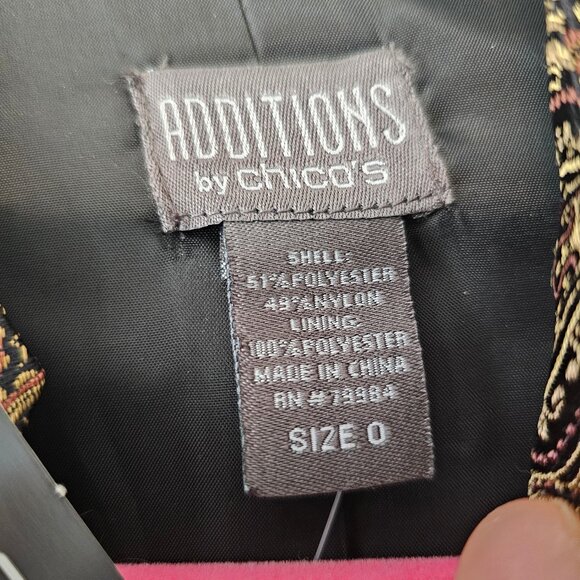 ADDITIONS
by chico's
SHELL:
51% POLYESTER
49% NYLON
LINING:
100% POLYESTER
MADE IN CHINA
RN # 79984
SIZE 0